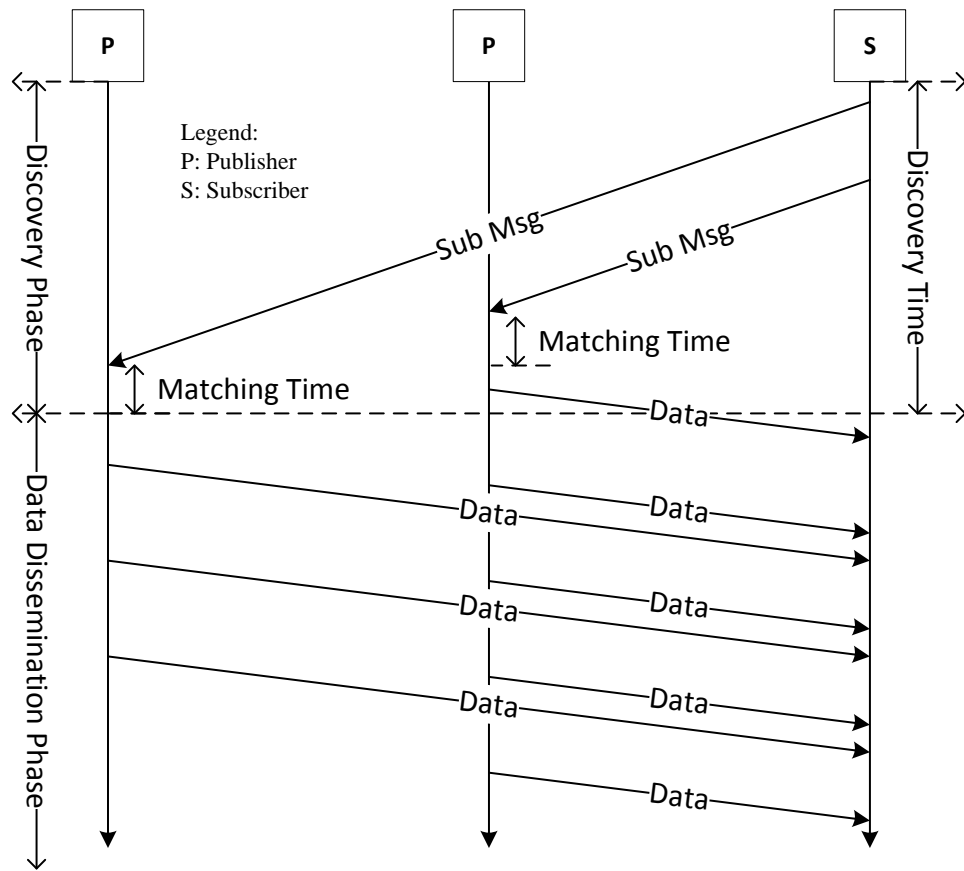 P
P
S
Legend:
P: Publisher
S: Subscriber
Discovery Phase
Discovery Time
Sub Msg
Sub Msg
Matching Time
Matching Time
Data
Data
Data
Data
Data
Data
Data
Data
Data Dissemination Phase